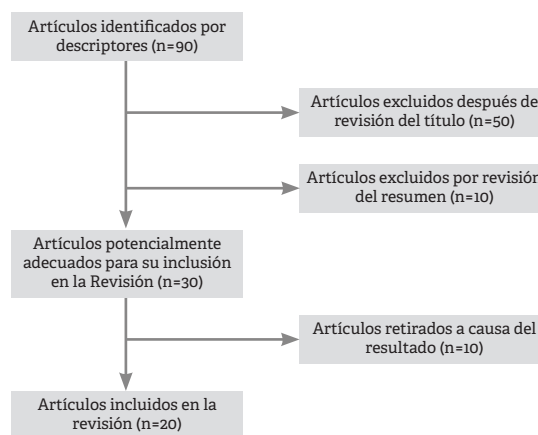 Artículos identificados por
descriptores (n=90)
Artículos excluidos después de
revisión del título (n=50)
Artículos excluidos por revisión
del resumen (n=10)
Artículos potencialmente
adecuados para su inclusión
en la Revisión (n=30)
Artículos retirados a causa del
resultado (n=10)
Artículos incluidos en la
revisión (n=20)